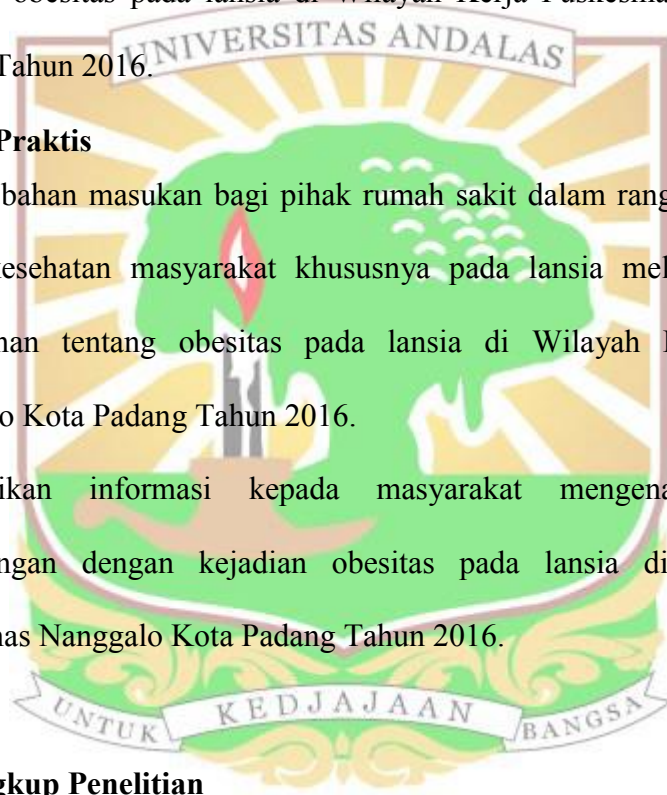 obesitas pada lansia di Wilayah Kerja
UNIVERSITAS ANDALAS
Tahun 2016.
Praktis
bahan masukan bagi pihak rumah sakit dalam rang
kesehatan masyarakat khususnya pada lansia mel
han tentang obesitas pada lansia di Wilayah
o Kota Padang Tahun 2016.
ikan informasi kepada masyarakat mengena
ngan dengan kejadian obesitas pada lansia di
nas Nanggalo Kota Padang Tahun 2016.
UNTUK KEDJAJAAN BANGSA
gkup Penelitian